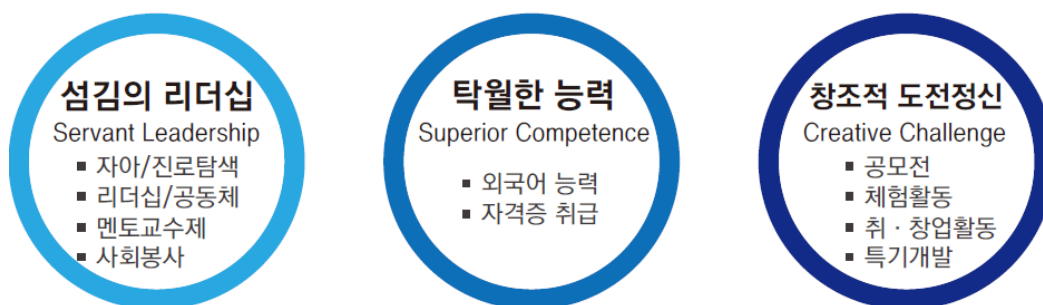 섬김의 리더십
Servant Leadership
▪ 자아/진로탐색
▪ 리더십/공동체
▪ 멘토교수제
▪ 사회봉사
탁월한 능력
Superior Competence
▪ 외국어 능력
▪ 자격증 취급
창조적 도전정신
Creative Challenge
▪ 공모전
▪ 체험활동
▪ 취 · 창업활동
▪ 특기개발